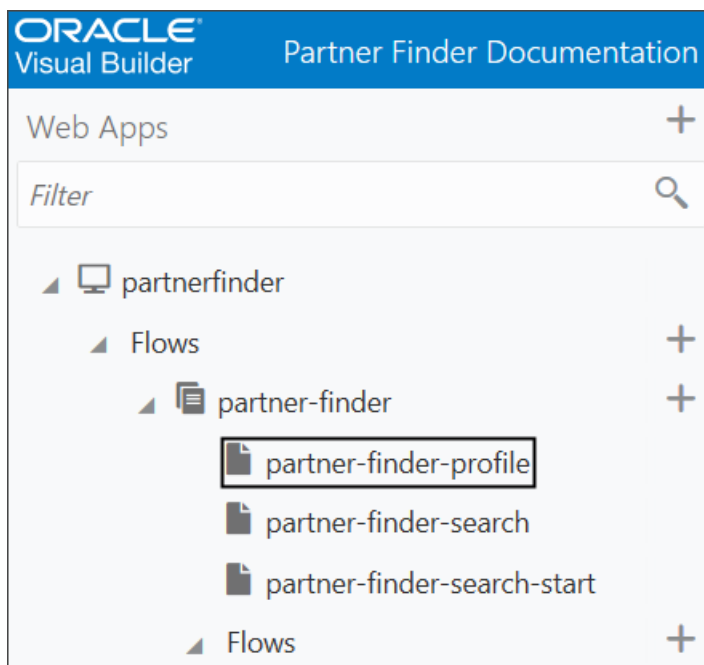 ORACLE
Visual Builder
Partner Finder Documentation
Web Apps
Filter
partnerfinder
Flows
partner-finder
partner-finder-profile
partner-finder-search
partner-finder-search-start
Flows